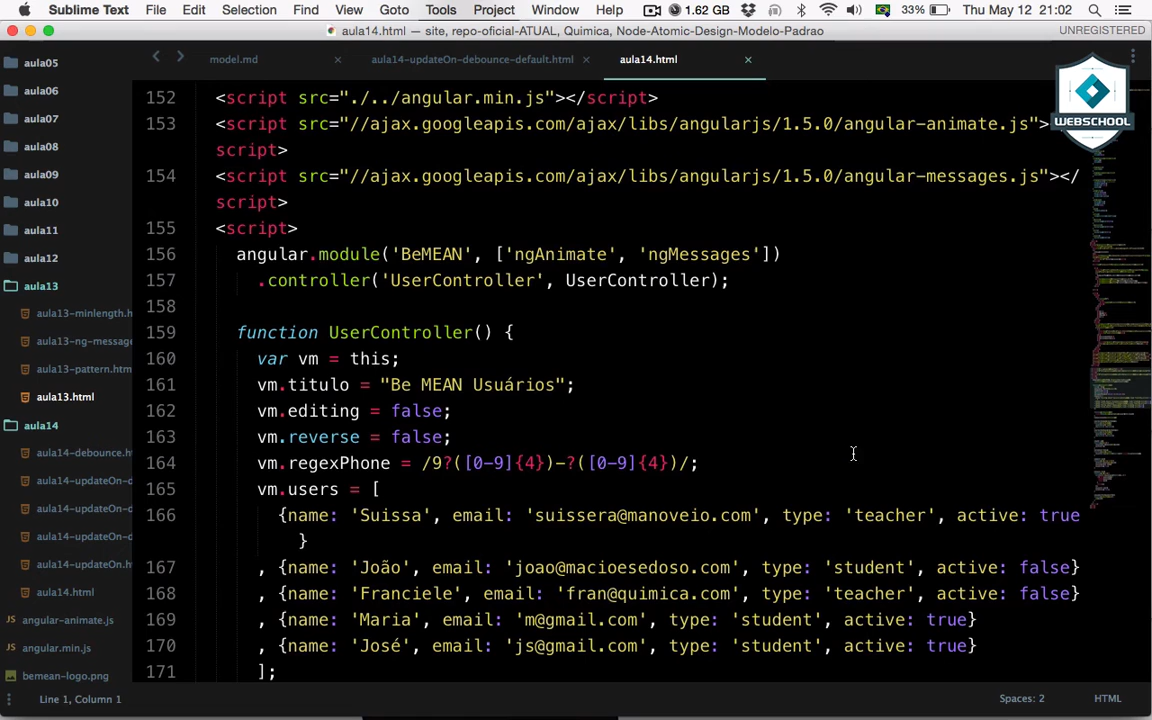 Sublime Text File Edit Selection Find View Goto Tools Project Window Help 1.62 GB 33% Thu May 12 21:02
aula14.html — site, repo-oficial-ATUAL, Quimica, Node-Atomic-Design-Modelo-Padrao UNREGISTERED
model.md aula14-updateOn-debounce-default.html aula14.html
WEBSCHOOL
aula05
aula06
aula07
aula08
aula09
aula10
aula11
aula12
aula13
aula13-minlength.h
aula13-ng-message
aula13-pattern.htm
aula13.html
aula14
aula14-debounce.h
aula14-updateOn-d
aula14-updateOn-d
aula14-updateOn-d
aula14-updateOn.h
aula14.html
angular-animate.js
angular.min.js
bemean-logo.png
152 <script src="./../angular.min.js"></script>
153 <script src="//ajax.googleapis.com/ajax/libs/angularjs/1.5.0/angular-animate.js">
script>
154 <script src="//ajax.googleapis.com/ajax/libs/angularjs/1.5.0/angular-messages.js"></
script>
155 <script>
156 angular.module('BeMEAN', ['ngAnimate', 'ngMessages'])
157 .controller('UserController', UserController);
158
159 function UserController() {
160 var vm = this;
161 vm.titulo = "Be MEAN Usuários";
162 vm.editing = false;
163 vm.reverse = false;
164 vm.regexPhone = /9?([0-9]{4})-?([0-9]{4})/;
165 vm.users = [
166 {name: 'Suissa', email: 'suissera@manoveio.com', type: 'teacher', active: true
}
167 , {name: 'João', email: 'joao@macioesedoso.com', type: 'student', active: false}
168 , {name: 'Franciele', email: 'fran@quimica.com', type: 'teacher', active: false}
169 , {name: 'Maria', email: 'm@gmail.com', type: 'student', active: true}
170 , {name: 'José', email: 'js@gmail.com', type: 'student', active: true}
171 ];
Line 1, Column 1 Spaces: 2 HTML